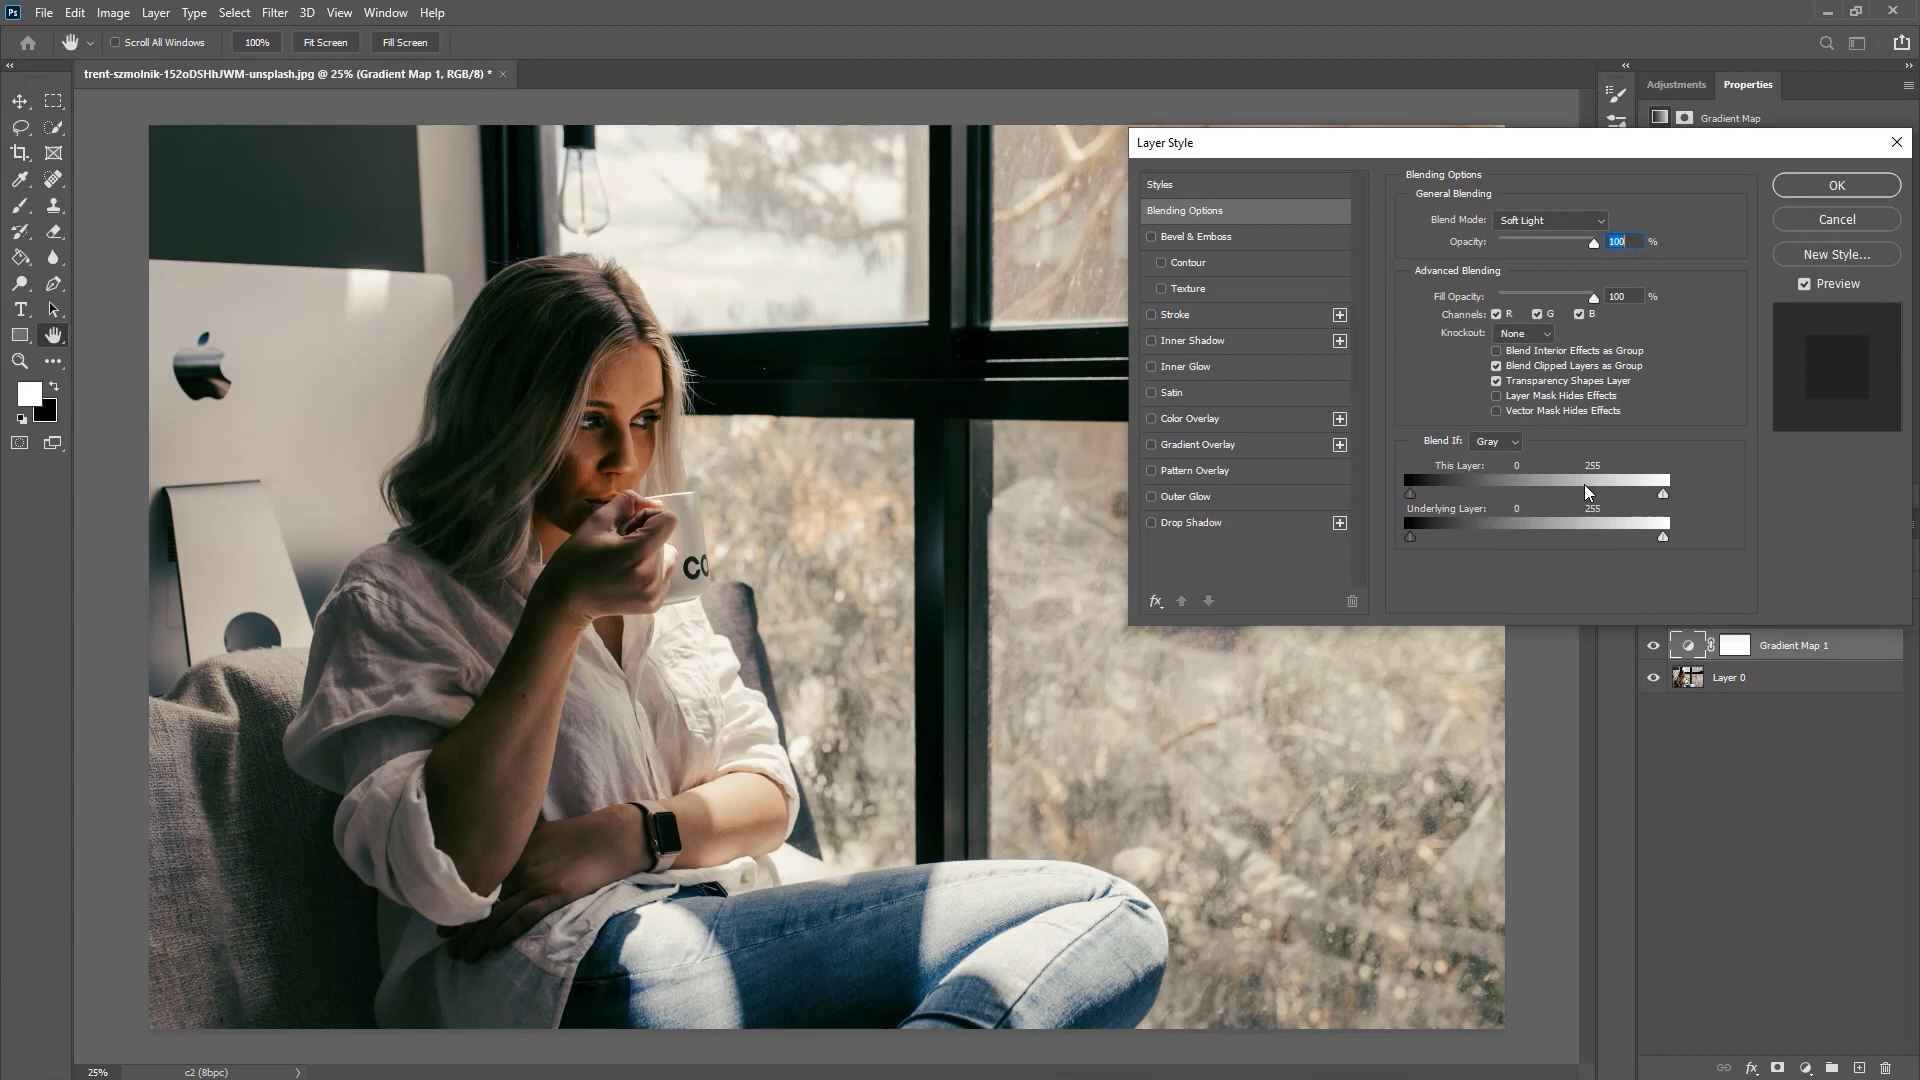 Ps File Edit Image Layer Type Select Filter 3D View Window Help
Scroll All Windows 100% Fit Screen Fill Screen
trent-szmolnik-152oDSHhJWM-unsplash.jpg @ 25% (Gradient Map 1, RGB/8) *
Adjustments Properties
Gradient Map
Layer Style
Styles
Blending Options
Bevel & Emboss
Contour
Texture
Stroke
Inner Shadow
Inner Glow
Satin
Color Overlay
Gradient Overlay
Pattern Overlay
Outer Glow
Drop Shadow
fx
Blending Options
General Blending
Blend Mode: Soft Light
Opacity: 100 %
Advanced Blending
Fill Opacity: 100 %
Channels: R G B
Knockout: None
Blend Interior Effects as Group
Blend Clipped Layers as Group
Transparency Shapes Layer
Layer Mask Hides Effects
Vector Mask Hides Effects
Blend If: Gray
This Layer: 0 255
Underlying Layer: 0 255
OK
Cancel
New Style...
Preview
CO
Gradient Map 1
Layer 0
25% c2 (8bpc)
fx